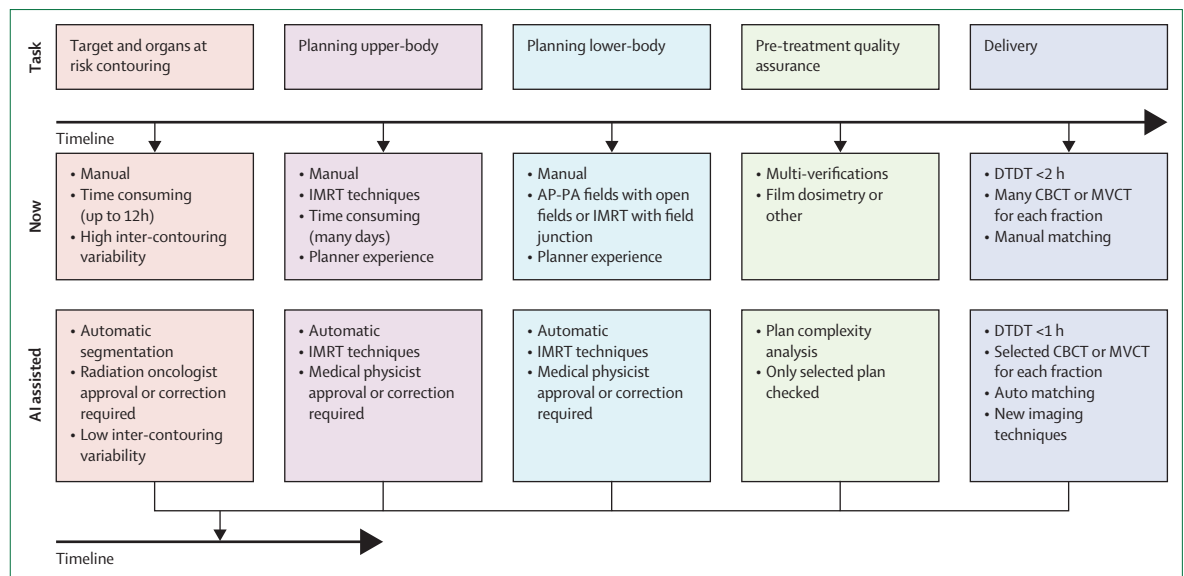 Task
Target and organs at
risk contouring
Planning upper-body
Planning lower-body
Pre-treatment quality
assurance
Delivery
Timeline
Now
• Manual
• Time consuming
(up to 12h)
• High inter-contouring
variability
• Manual
• IMRT techniques
• Time consuming
(many days)
• Planner experience
• Manual
• AP-PA fields with open
fields or IMRT with field
junction
• Planner experience
• Multi-verifications
• Film dosimetry or
other
• DTDT <2 h
• Many CBCT or MVCT
for each fraction
• Manual matching
AI assisted
• Automatic
segmentation
• Radiation oncologist
approval or correction
required
• Low inter-contouring
variability
• Automatic
• IMRT techniques
• Medical physicist
approval or correction
required
• Automatic
• IMRT techniques
• Medical physicist
approval or correction
required
• Plan complexity
analysis
• Only selected plan
checked
• DTDT <1 h
• Selected CBCT or MVCT
for each fraction
• Auto matching
• New imaging
techniques
Timeline